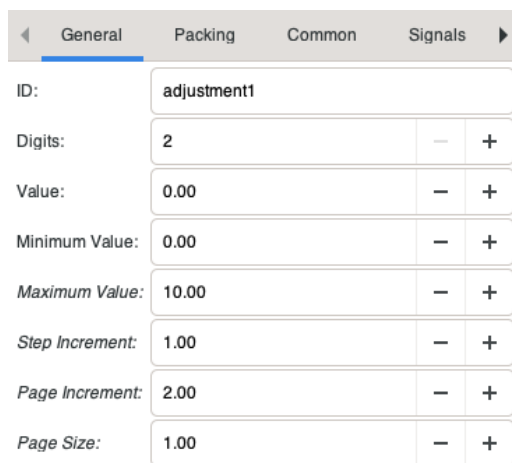 General Packing Common Signals
ID: adjustment1
Digits: 2
Value: 0.00
Minimum Value: 0.00
Maximum Value: 10.00
Step Increment: 1.00
Page Increment: 2.00
Page Size: 1.00